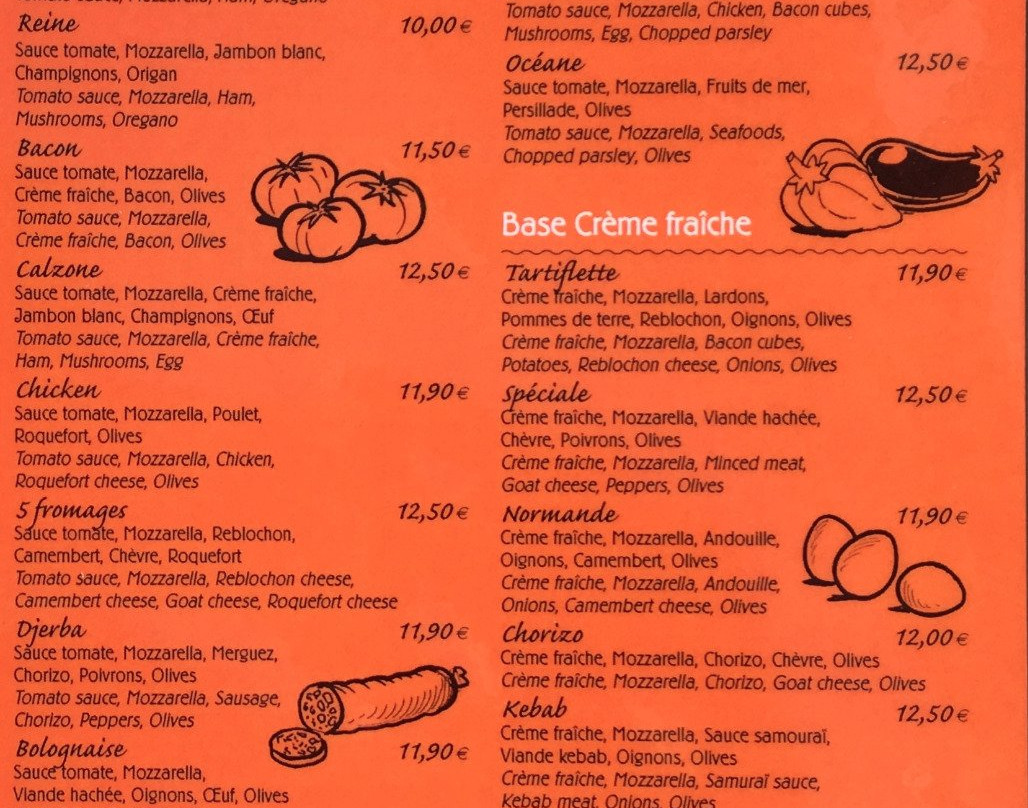 Tomato sauce, Mozzarella, Ham, Oregano
Reine 10,00 €
Sauce tomate, Mozzarella, Jambon blanc,
Champignons, Origan
Tomato sauce, Mozzarella, Ham,
Mushrooms, Oregano
Bacon 11,50 €
Sauce tomate, Mozzarella,
Crème fraîche, Bacon, Olives
Tomato sauce, Mozzarella,
Crème fraîche, Bacon, Olives
Calzone 12,50 €
Sauce tomate, Mozzarella, Crème fraîche,
Jambon blanc, Champignons, Œuf
Tomato sauce, Mozzarella, Crème fraîche,
Ham, Mushrooms, Egg
Chicken 11,90 €
Sauce tomate, Mozzarella, Poulet,
Roquefort, Olives
Tomato sauce, Mozzarella, Chicken,
Roquefort cheese, Olives
5 fromages 12,50 €
Sauce tomate, Mozzarella, Reblochon,
Camembert, Chèvre, Roquefort
Tomato sauce, Mozzarella, Reblochon cheese,
Camembert cheese, Goat cheese, Roquefort cheese
Djerba 11,90 €
Sauce tomate, Mozzarella, Merguez,
Chorizo, Poivrons, Olives
Tomato sauce, Mozzarella, Sausage,
Chorizo, Peppers, Olives
Bolognaise 11,90 €
Sauce tomate, Mozzarella,
Viande hachée, Oignons, Œuf, Olives
Tomato sauce, Mozzarella, Chicken, Bacon cubes,
Mushrooms, Egg, Chopped parsley
Océane 12,50 €
Sauce tomate, Mozzarella, Fruits de mer,
Persillade, Olives
Tomato sauce, Mozzarella, Seafoods,
Chopped parsley, Olives
Base Crème fraîche
Tartiflette 11,90 €
Crème fraîche, Mozzarella, Lardons,
Pommes de terre, Reblochon, Oignons, Olives
Crème fraîche, Mozzarella, Bacon cubes,
Potatoes, Reblochon cheese, Onions, Olives
Spéciale 12,50 €
Crème fraîche, Mozzarella, Viande hachée,
Chèvre, Poivrons, Olives
Crème fraîche, Mozzarella, Minced meat,
Goat cheese, Peppers, Olives
Normande 11,90 €
Crème fraîche, Mozzarella, Andouille,
Oignons, Camembert, Olives
Crème fraîche, Mozzarella, Andouille,
Onions, Camembert cheese, Olives
Chorizo 12,00 €
Crème fraîche, Mozzarella, Chorizo, Chèvre, Olives
Crème fraîche, Mozzarella, Chorizo, Goat cheese, Olives
Kebab 12,50 €
Crème fraîche, Mozzarella, Sauce samouraï,
Viande kebab, Oignons, Olives
Crème fraîche, Mozzarella, Samuraï sauce,
Kebab meat, Onions, Olives